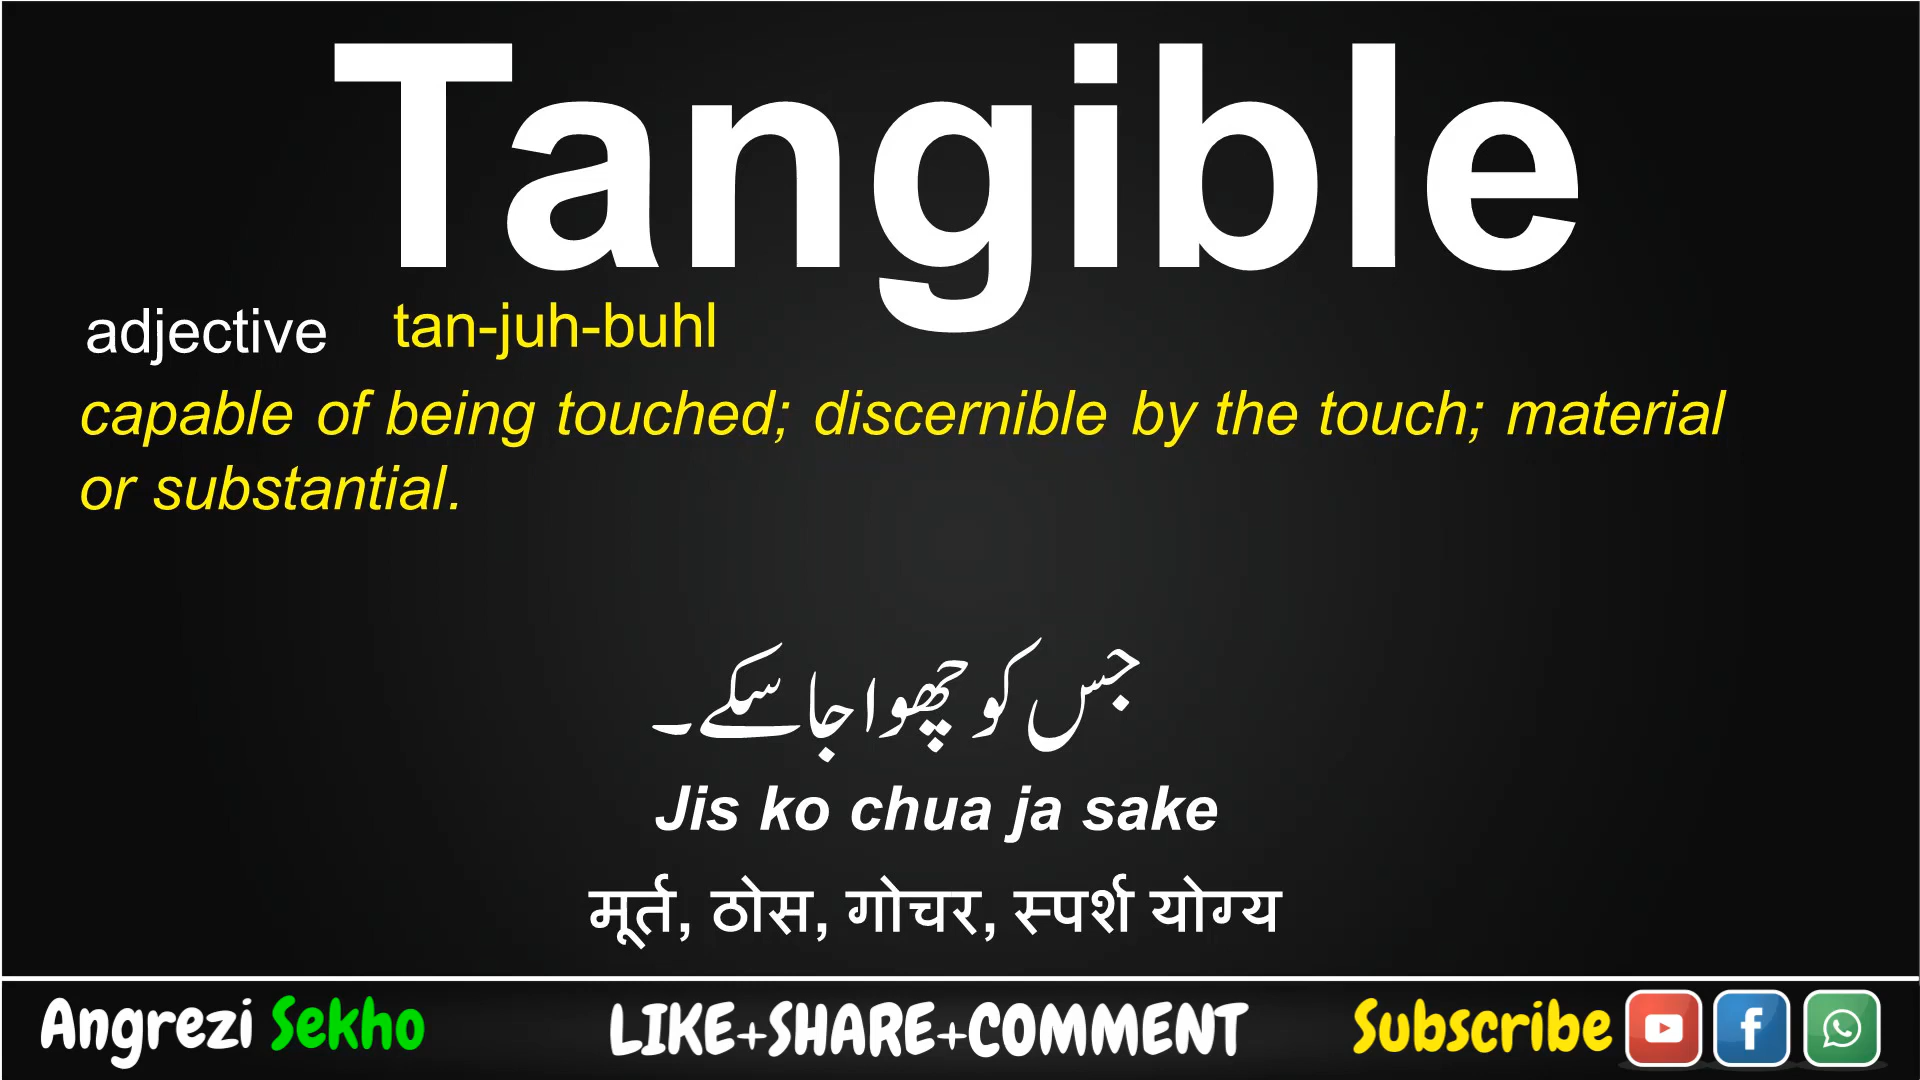 Tangible
adjective tan-juh-buhl
capable of being touched; discernible by the touch; material
or substantial.
جس کو چھوا جا سکے۔
Jis ko chua ja sake
मूर्त, ठोस, गोचर, स्पर्श योग्य
Angrezi Sekho LIKE+SHARE+COMMENT Subscribe